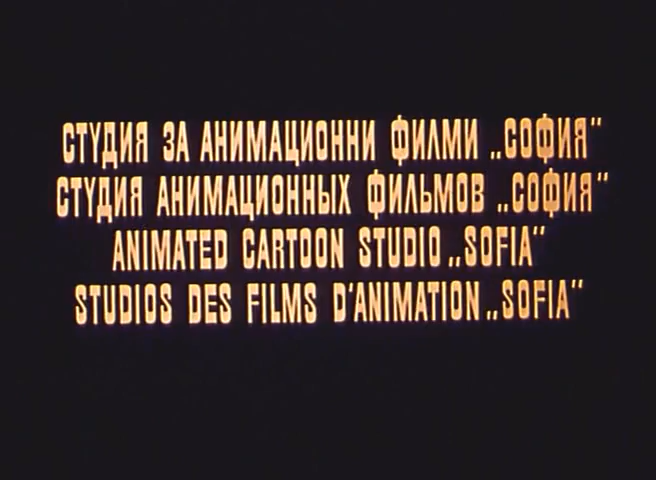 СТУДИЯ ЗА АНИМАЦИОННИ ФИЛМИ „СОФИЯ"
СТУДИЯ АНИМАЦИОННЫХ ФИЛЬМОВ „СОФИЯ"
ANIMATED CARTOON STUDIO „SOFIA"
STUDIOS DES FILMS D'ANIMATION „SOFIA"